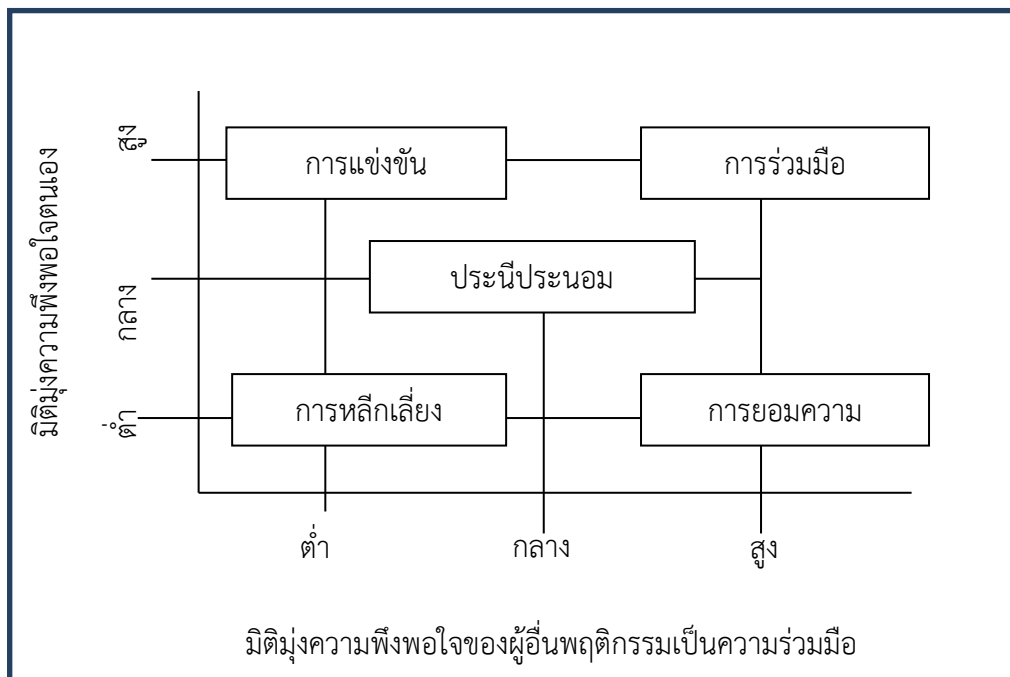 มิติมุ่งความพึงพอใจตนเอง
สูง
การแข่งขัน
การร่วมมือ
กลาง
ประนีประนอม
ต่ำ
การหลีกเลี่ยง
การยอมความ
ต่ำ
กลาง
สูง
มิติมุ่งความพึงพอใจของผู้อื่นพฤติกรรมเป็นความร่วมมือ